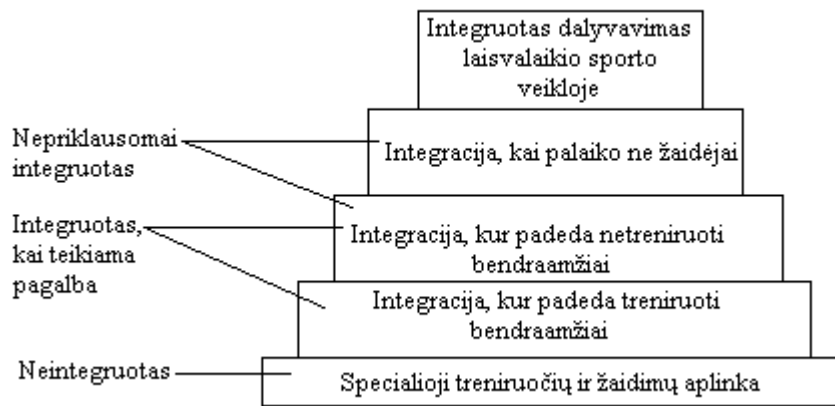 Integruotas dalyvavimas
laisvalaikio sporto
veikloje
Nepriklausomai
integruotas
Integracija, kai palaiko ne žaidėjai
Integruotas,
kai teikiama
pagalba
Integracija, kur padeda netreniruoti
bendraamžiai
Integracija, kur padeda treniruoti
bendraamžiai
Neintegruotas
Specialioji treniruočių ir žaidimų aplinka